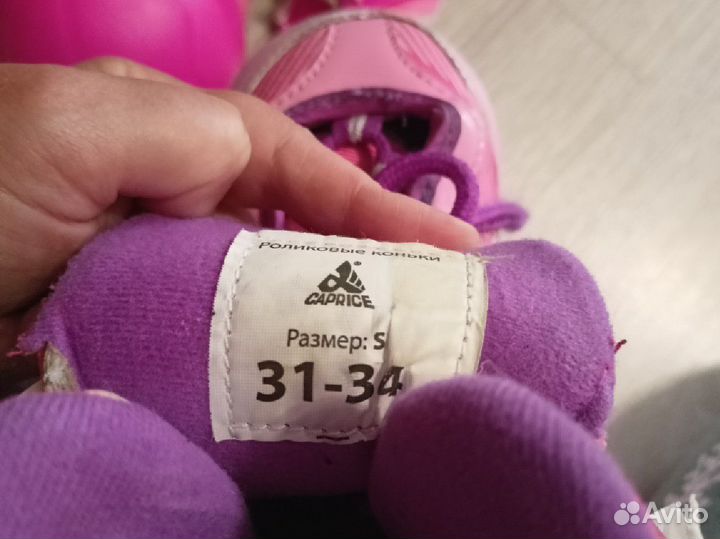 Роликовые коньки
CAPRICE
Размер: S
31-34
Avito